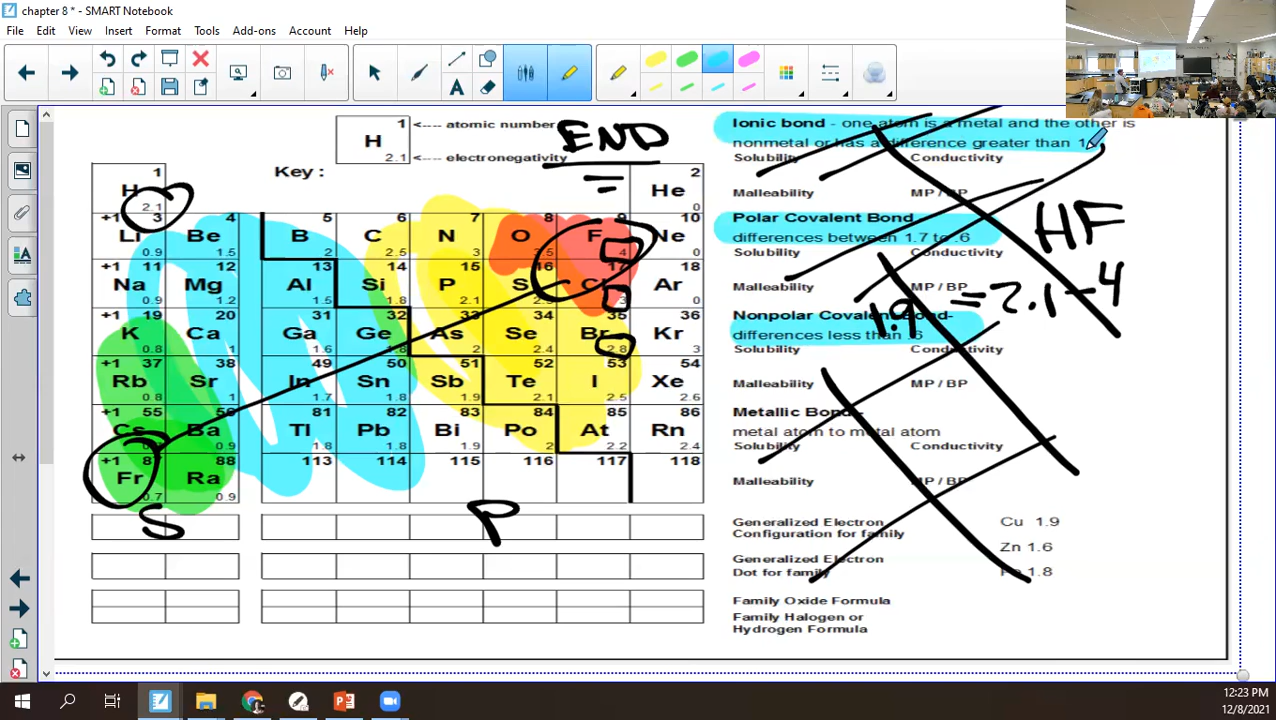 chapter 8 * - SMART Notebook
File Edit View Insert Format Tools Add-ons Account Help
1 <---- atomic number
H
2.1 <---- electronegativity
Key :
END
1 2
H He
2.1 0
+1 3 4 5 6 7 8 9 10
Li Be B C N O F Ne
0.9 1.5 2 2.5 3 3.5 4 0
+1 11 12 13 14 15 16 17 18
Na Mg Al Si P S Cl Ar
0.9 1.2 1.5 1.8 2.1 3 0
+1 19 20 31 32 33 34 35 36
K Ca Ga Ge As Se Br Kr
0.8 1 1.6 1.8 2 2.4 2.8 3
+1 37 38 49 50 51 52 53 54
Rb Sr In Sn Sb Te I Xe
0.8 1 1.7 1.8 1.9 2.1 2.5 2.6
+1 55 56 81 82 83 84 85 86
Cs Ba Tl Pb Bi Po At Rn
0.9 1.8 1.8 1.9 2 2.2 2.4
+1 87 88 113 114 115 116 117 118
Fr Ra
0.7 0.9
S P
Ionic bond - one atom is a metal and the other is
nonmetal or has a difference greater than 1.
Solubility Conductivity
Malleability MP / BP
Polar Covalent Bond
differences between 1.7 to .6
Solubility Conductivity
Malleability MP / BP
Nonpolar Covalent Bond-
differences less than .6
Solubility Conductivity
Malleability MP / BP
Metallic Bond -
metal atom to metal atom
Solubility Conductivity
Malleability MP / BP
HF
1.9 = 2.1 - 4
Generalized Electron
Configuration for family
Generalized Electron
Dot for family
Family Oxide Formula
Family Halogen or
Hydrogen Formula
Cu 1.9
Zn 1.6
1.8
12:23 PM
12/8/2021